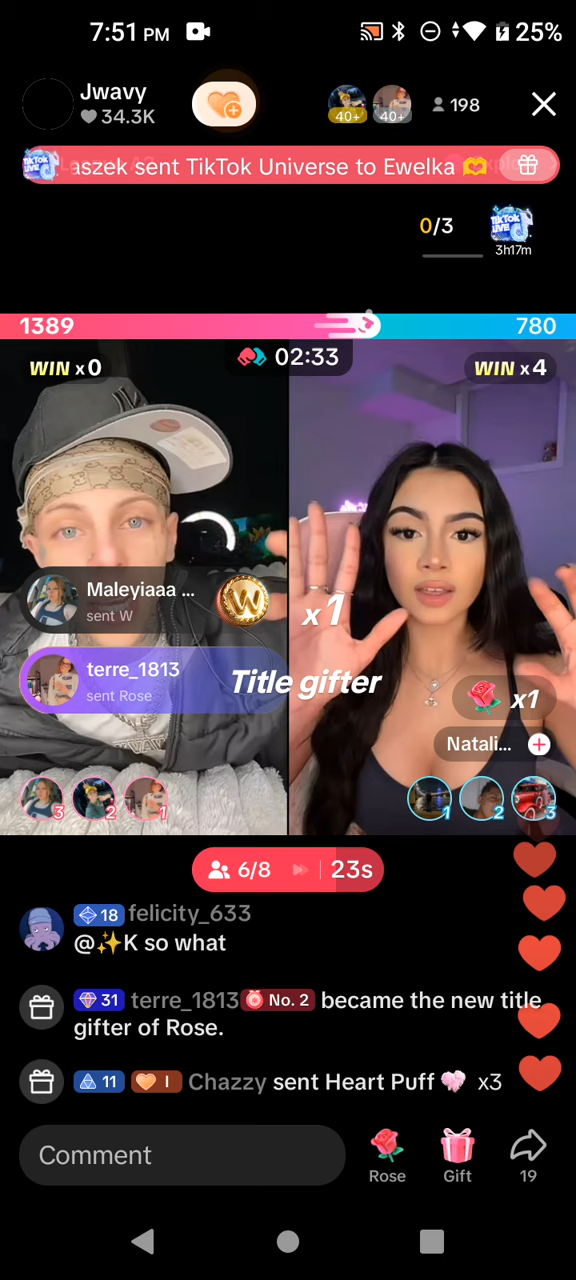 7:51 PM
25%
Jwavy
34.3K
40+
40+
198
aszek sent TikTok Universe to Ewelka
0/3
TikTok
LIVE
3h17m
1389
780
WIN x0
02:33
WIN x4
Maleyiaaa ...
sent W
W
x1
terre_1813
sent Rose
Title gifter
x1
Natali...
3
2
1
1
2
3
6/8
23s
18 felicity_633
@✨K so what
31 terre_1813 No. 2 became the new title
gifter of Rose.
11 I Chazzy sent Heart Puff x3
Comment
Rose
Gift
19